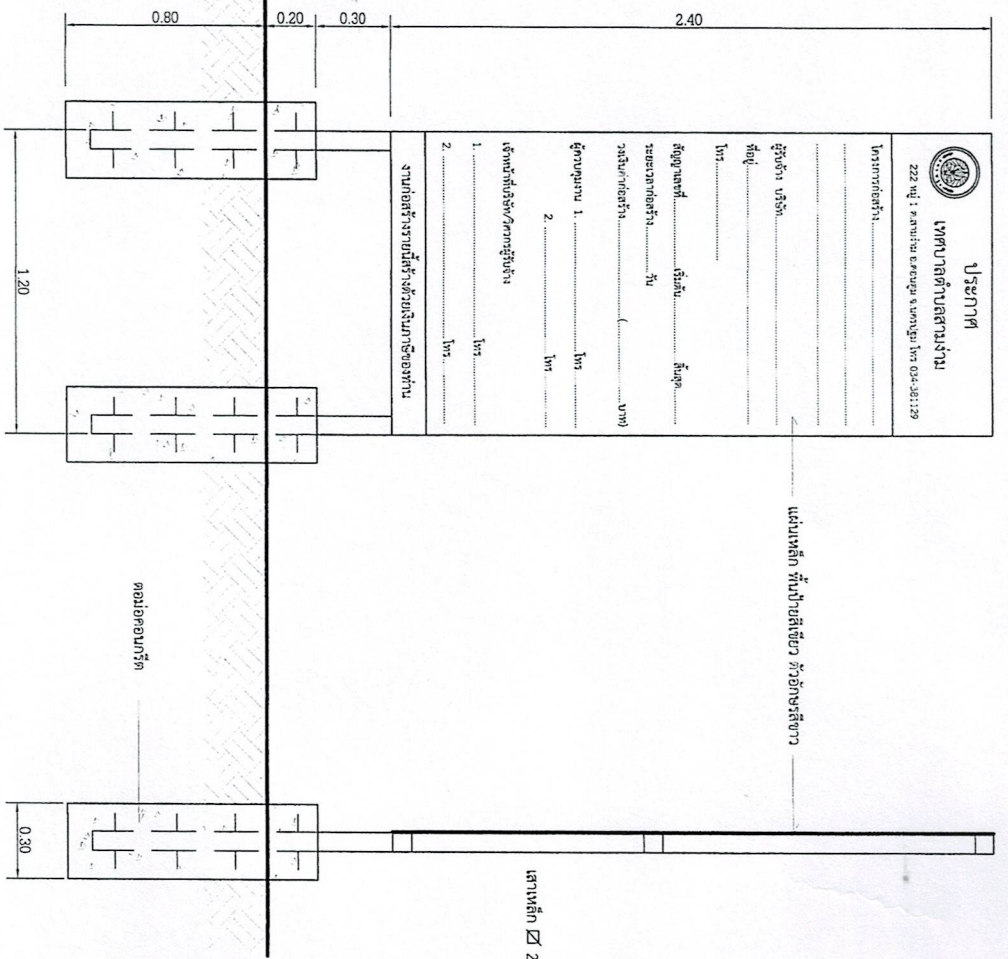 ประกาศ
เทศบาลตำบลสามง่าม
222 หมู่ 1 ต.สามง่าม อ.ดอนตูม จ.นครปฐม โทร 034-381129
โครงการก่อสร้าง..............................
ผู้รับจ้าง บริษัท..............................
ที่อยู่..............................
โทร..............................
สัญญาเลขที่....................เริ่มต้น....................สิ้นสุด....................
ระยะเวลาก่อสร้าง....................วัน
วงเงินค่าก่อสร้าง....................(....................บาท)
ผู้ควบคุมงาน 1. ....................โทร....................
2. ....................โทร....................
เจ้าหน้าที่บริษัท/วิศวกรผู้รับจ้าง
1. ....................โทร....................
2. ....................โทร....................
งานก่อสร้างรายนี้สร้างด้วยเงินภาษีของท่าน
แผ่นเหล็ก พื้นป้ายสีเขียว ตัวอักษรสีขาว
เสาเหล็ก 2
ตอม่อคอนกรีต
2.40
0.30
0.20
0.80
1.20
0.30